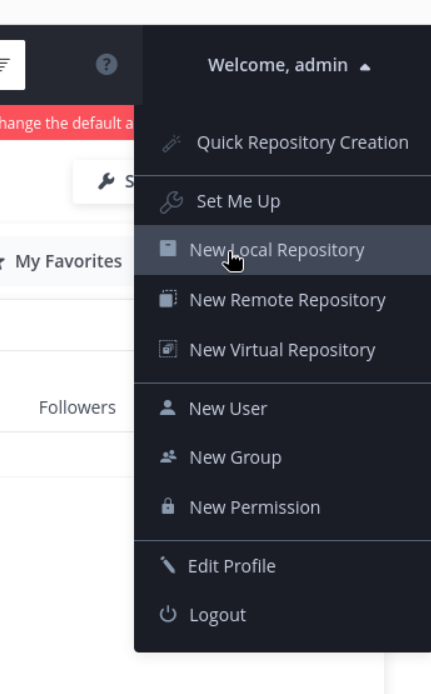 ?
Welcome, admin
hange the default a
Quick Repository Creation
S
Set Me Up
New Local Repository
My Favorites
New Remote Repository
New Virtual Repository
Followers
New User
New Group
New Permission
Edit Profile
Logout